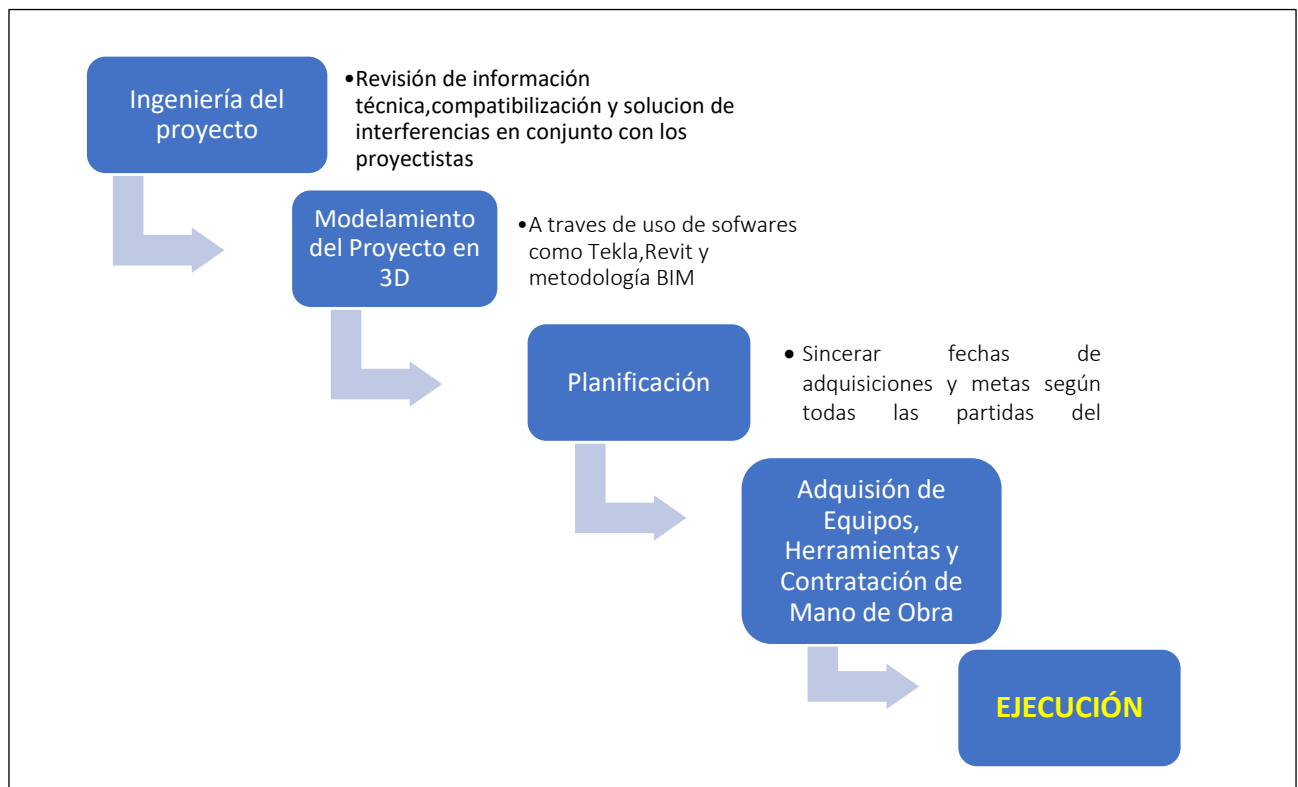 Ingeniería del
proyecto
•Revisión de información
técnica,compatibilización y solucion de
interferencias en conjunto con los
proyectistas
Modelamiento
del Proyecto en
3D
•A traves de uso de sofwares
como Tekla,Revit y
metodología BIM
Planificación
• Sincerar fechas de
adquisiciones y metas según
todas las partidas del
Adquisión de
Equipos,
Herramientas y
Contratación de
Mano de Obra
EJECUCIÓN